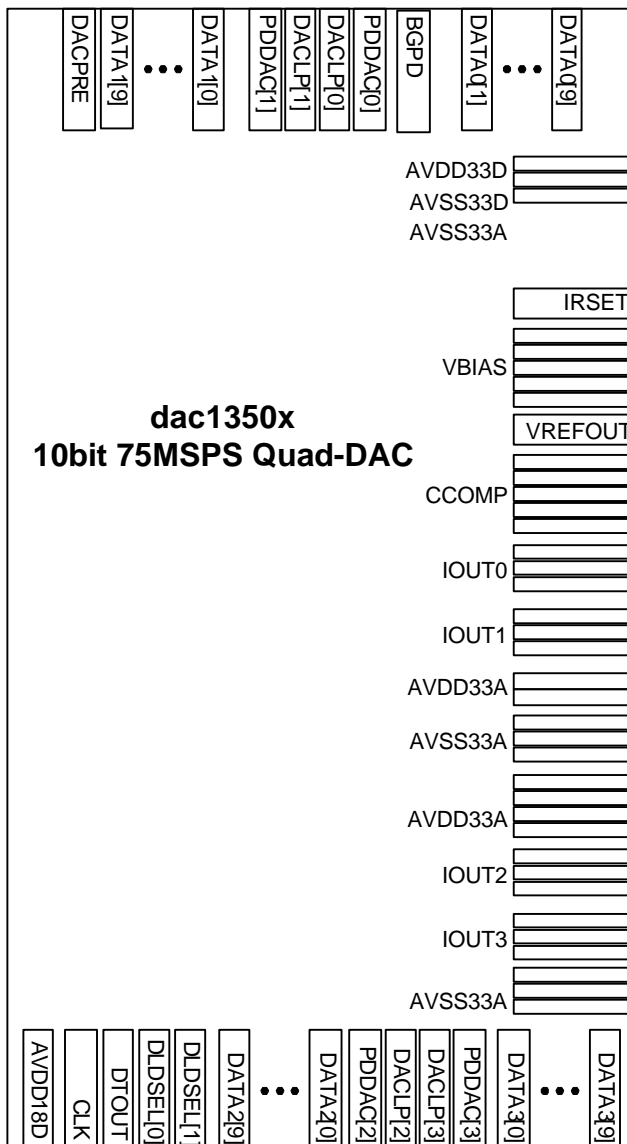 DACPRE
DATA1[9]
DATA1[0]
PDDAC[1]
DACLP[1]
DACLP[0]
PDDAC[0]
BGPD
DATA0[1]
DATA0[9]
AVDD33D
AVSS33D
AVSS33A
IRSET
VBIAS
dac1350x
10bit 75MSPS Quad-DAC
VREFOUT
CCOMP
IOUT0
IOUT1
AVDD33A
AVSS33A
AVDD33A
IOUT2
IOUT3
AVSS33A
AVDD18D
CLK
DTOUT
DLDSEL[0]
DLDSEL[1]
DATA2[9]
DATA2[0]
PDDAC[2]
DACLP[2]
DACLP[3]
PDDAC[3]
DATA3[0]
DATA3[9]